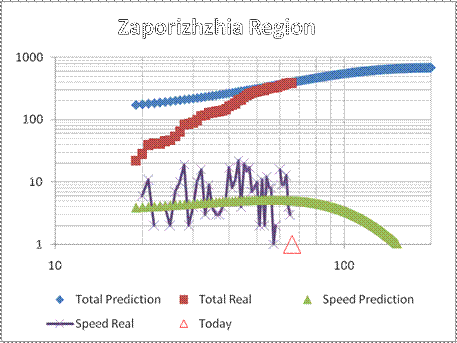 Zaporizhzhia Region
1000
100
10
1
10 100
Total Prediction Total Real Speed Prediction
Speed Real Today